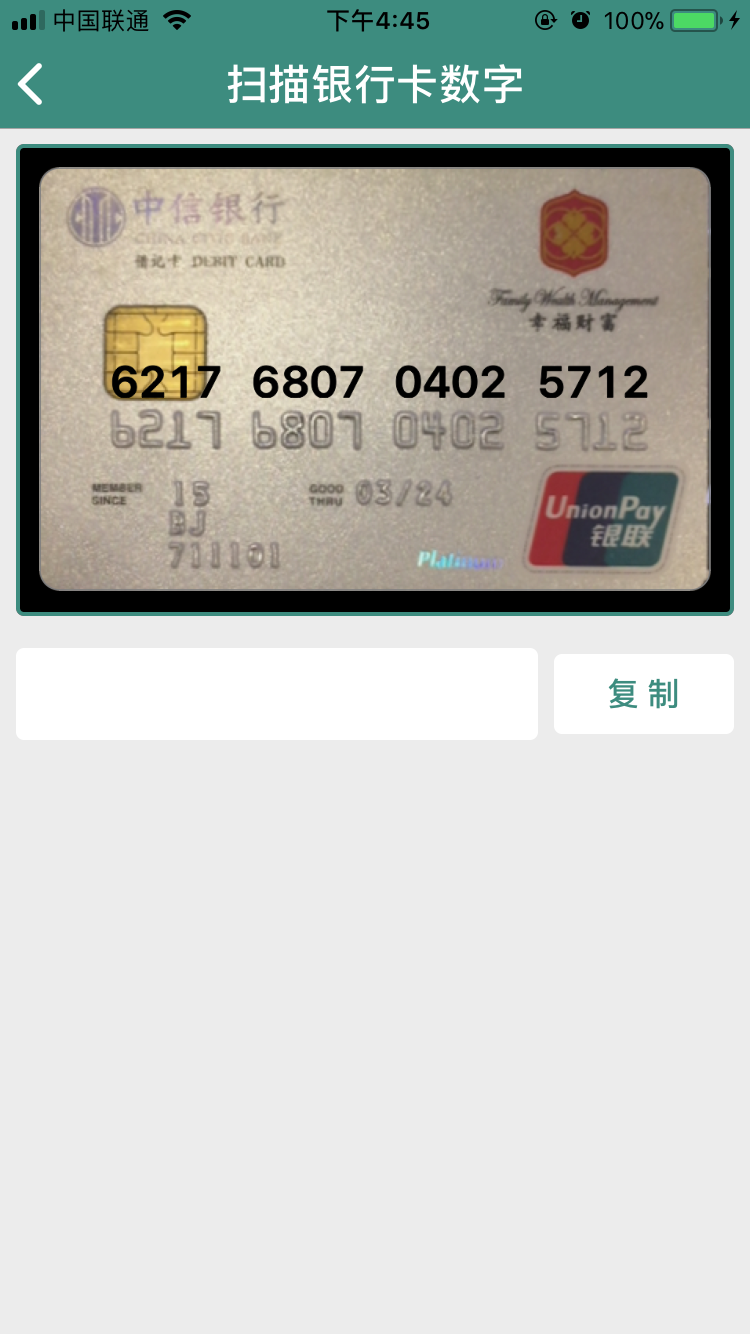 中国联通 下午4:45 100%
扫描银行卡数字
中信银行
CHINA CITIC BANK
借记卡 DEBIT CARD
Family Wealth Management
幸福财富
6217 6807 0402 5712
6217 6807 0402 5712
MEMBER SINCE 15 GOOD THRU 03/24
BJ
711101
Platinum
UnionPay
银联
复制